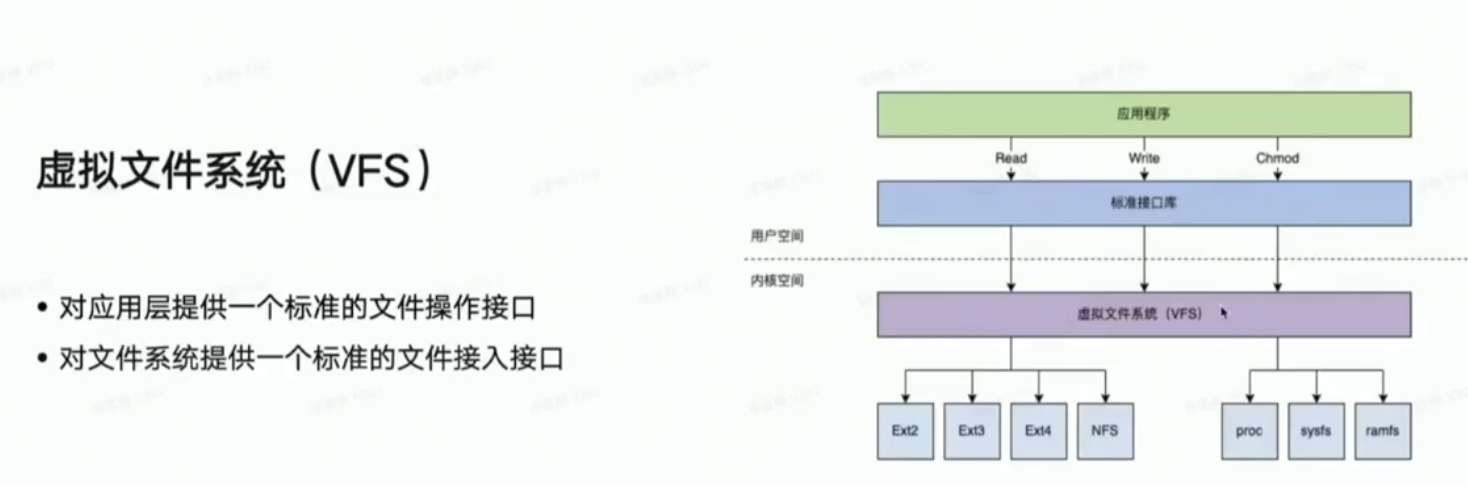 虚拟文件系统（VFS）
• 对应用层提供一个标准的文件操作接口
• 对文件系统提供一个标准的文件接入接口
应用程序
Read Write Chmod
标准接口库
用户空间
内核空间
虚拟文件系统（VFS）
Ext2 Ext3 Ext4 NFS proc sysfs ramfs